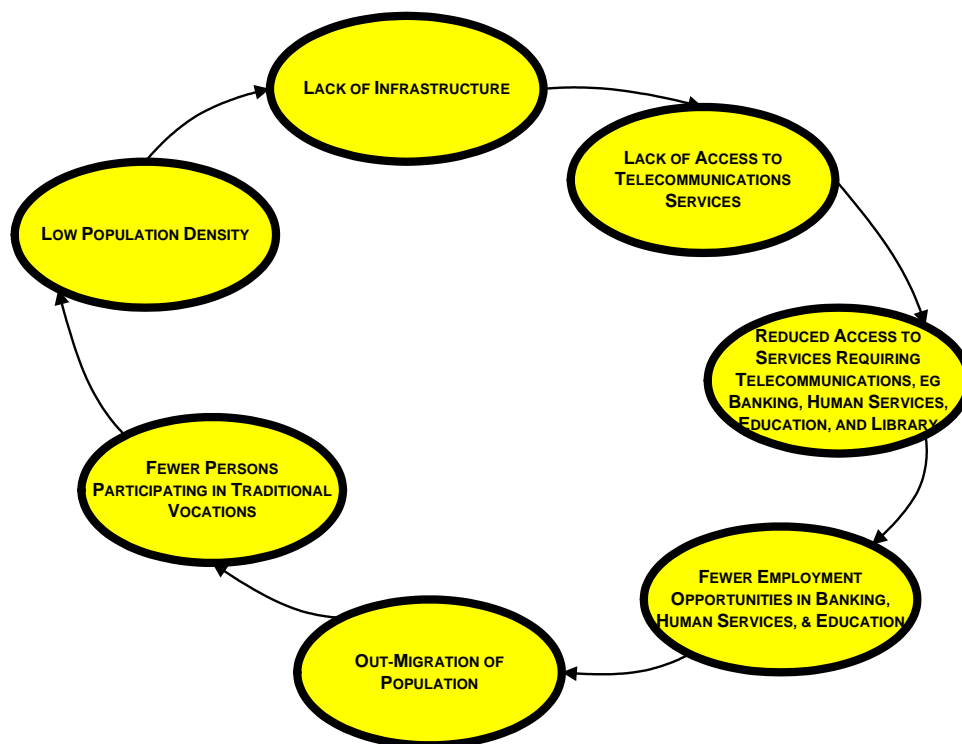 LACK OF INFRASTRUCTURE
LACK OF ACCESS TO
TELECOMMUNICATIONS
SERVICES
LOW POPULATION DENSITY
REDUCED ACCESS TO
SERVICES REQUIRING
TELECOMMUNICATIONS, EG
BANKING, HUMAN SERVICES,
EDUCATION, AND LIBRARY
FEWER PERSONS
PARTICIPATING IN TRADITIONAL
VOCATIONS
FEWER EMPLOYMENT
OPPORTUNITIES IN BANKING,
HUMAN SERVICES, & EDUCATION
OUT-MIGRATION OF
POPULATION